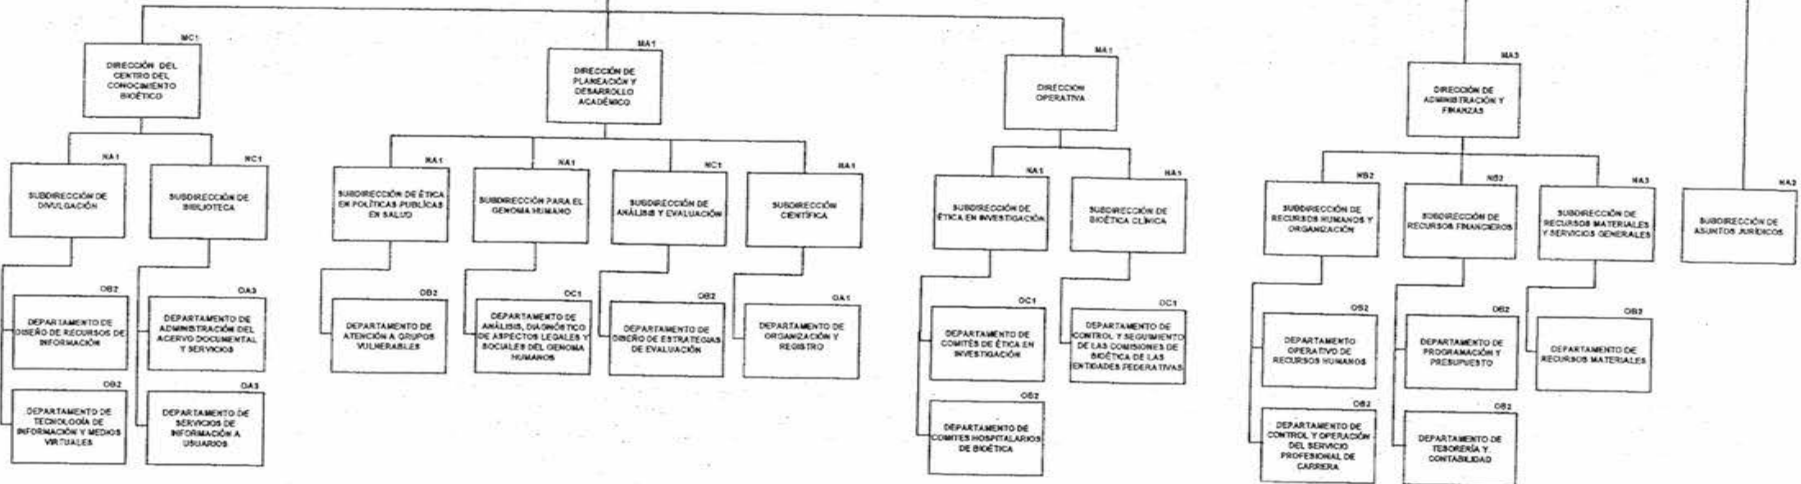 MC1
DIRECCIÓN DEL
CENTRO DEL
CONOCIMIENTO
BIOÉTICO
MA1
DIRECCIÓN DE
PLANEACIÓN Y
DESARROLLO
ACADÉMICO
MA1
DIRECCIÓN
OPERATIVA
MA3
DIRECCIÓN DE
ADMINISTRACIÓN Y
FINANZAS
NA1
SUBDIRECCIÓN DE
DIVULGACIÓN
NC1
SUBDIRECCIÓN DE
BIBLIOTECA
NA1
SUBDIRECCIÓN DE ÉTICA
EN POLÍTICAS PUBLÍCAS
EN SALUD
NA1
SUBDIRECCIÓN PARA EL
GENOMA HUMANO
NC1
SUBDIRECCIÓN DE
ANÁLISIS Y EVALUACIÓN
NA1
SUBDIRECCIÓN
CIENTÍFICA
NA1
SUBDIRECCIÓN DE
ÉTICA EN INVESTIGACIÓN
NA1
SUBDIRECCIÓN DE
BIOÉTICA CLÍNICA
NB2
SUBDIRECCIÓN DE
RECURSOS HUMANOS Y
ORGANIZACIÓN
NB2
SUBDIRECCIÓN DE
RECURSOS FINANCIEROS
NA3
SUBDIRECCIÓN DE
RECURSOS MATERIALES
Y SERVICIOS GENERALES
NA2
SUBDIRECCIÓN DE
ASUNTOS JURÍDICOS
OB2
DEPARTAMENTO DE
DISEÑO DE RECURSOS DE
INFORMACIÓN
OA3
DEPARTAMENTO DE
ADMINISTRACIÓN DEL
ACERVO DOCUMENTAL
Y SERVICIOS
OB2
DEPARTAMENTO DE
ATENCIÓN A GRUPOS
VULNERABLES
OC1
DEPARTAMENTO DE
ANÁLISIS, DIAGNÓSTICO
DE ASPECTOS LEGALES Y
SOCIALES DEL GENOMA
HUMANOS
OB2
DEPARTAMENTO DE
DISEÑO DE ESTRATEGIAS
DE EVALUACIÓN
OA1
DEPARTAMENTO DE
ORGANIZACIÓN Y
REGISTRO
OC1
DEPARTAMENTO DE
COMITÉS DE ÉTICA EN
INVESTIGACIÓN
OC1
DEPARTAMENTO DE
CONTROL Y SEGUIMIENTO
DE LAS COMISIONES DE
BIOÉTICA DE LAS
ENTIDADES FEDERATIVAS
OB2
DEPARTAMENTO
OPERATIVO DE
RECURSOS HUMANOS
OB2
DEPARTAMENTO DE
PROGRAMACIÓN Y
PRESUPUESTO
OB2
DEPARTAMENTO DE
RECURSOS MATERIALES
OB2
DEPARTAMENTO DE
TECNOLOGÍA DE
INFORMACIÓN Y MEDIOS
VIRTUALES
OA3
DEPARTAMENTO DE
SERVICIOS DE
INFORMACIÓN A
USUARIOS
OB2
DEPARTAMENTO DE
COMITES HOSPITALARIOS
DE BIOÉTICA
OB2
DEPARTAMENTO DE
CONTROL Y OPERACIÓN
DEL SERVICIO
PROFESIONAL DE
CARRERA
OB2
DEPARTAMENTO DE
TESORERÍA Y
CONTABILIDAD